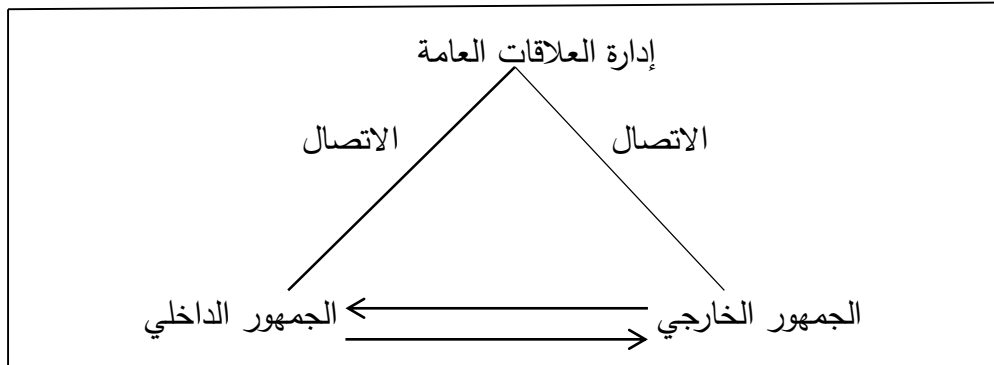 إدارة العلاقات العامة
الاتصال
الاتصال
الجمهور الخارجي
الجمهور الداخلي